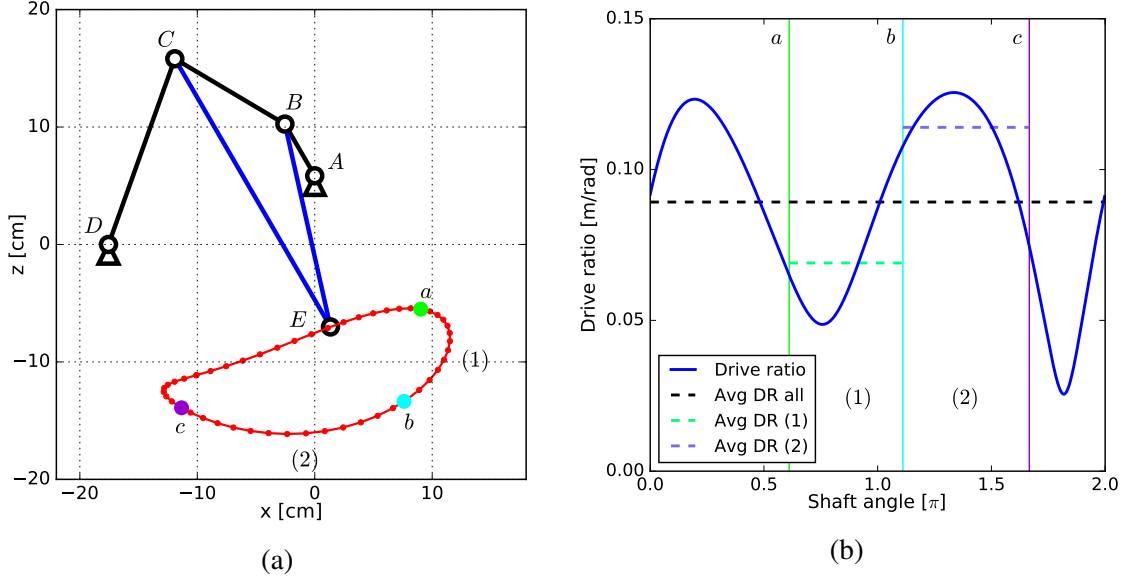 20
10
0
−10
−20
z [cm]
−20
−10
0
10
x [cm]
C
B
A
D
E
a
(1)
b
c
(2)
(a)
0.15
0.10
0.05
0.00
Drive ratio [m/rad]
a
b
c
(1)
(2)
Drive ratio
Avg DR all
Avg DR (1)
Avg DR (2)
0.0
0.5
1.0
1.5
2.0
Shaft angle [π]
(b)